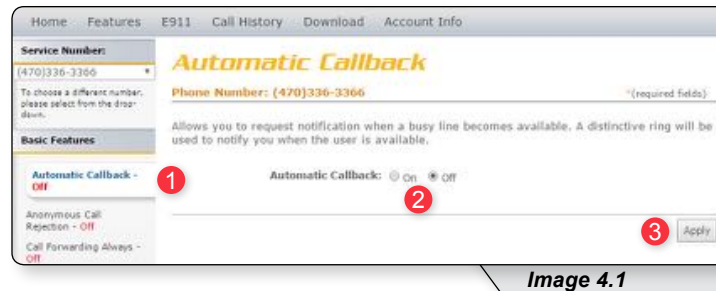 Home Features E911 Call History Download Account Info
Service Number:
(470)336-3366
To choose a different number,
please select from the drop-
down.
Basic Features
Automatic Callback -
Off
Anonymous Call
Rejection - Off
Call Forwarding Always -
Off
Automatic Callback
Phone Number: (470)336-3366 *(required fields)
Allows you to request notification when a busy line becomes available. A distinctive ring will be
used to notify you when the user is available.
1
Automatic Callback: On Off
2
3 Apply
Image 4.1